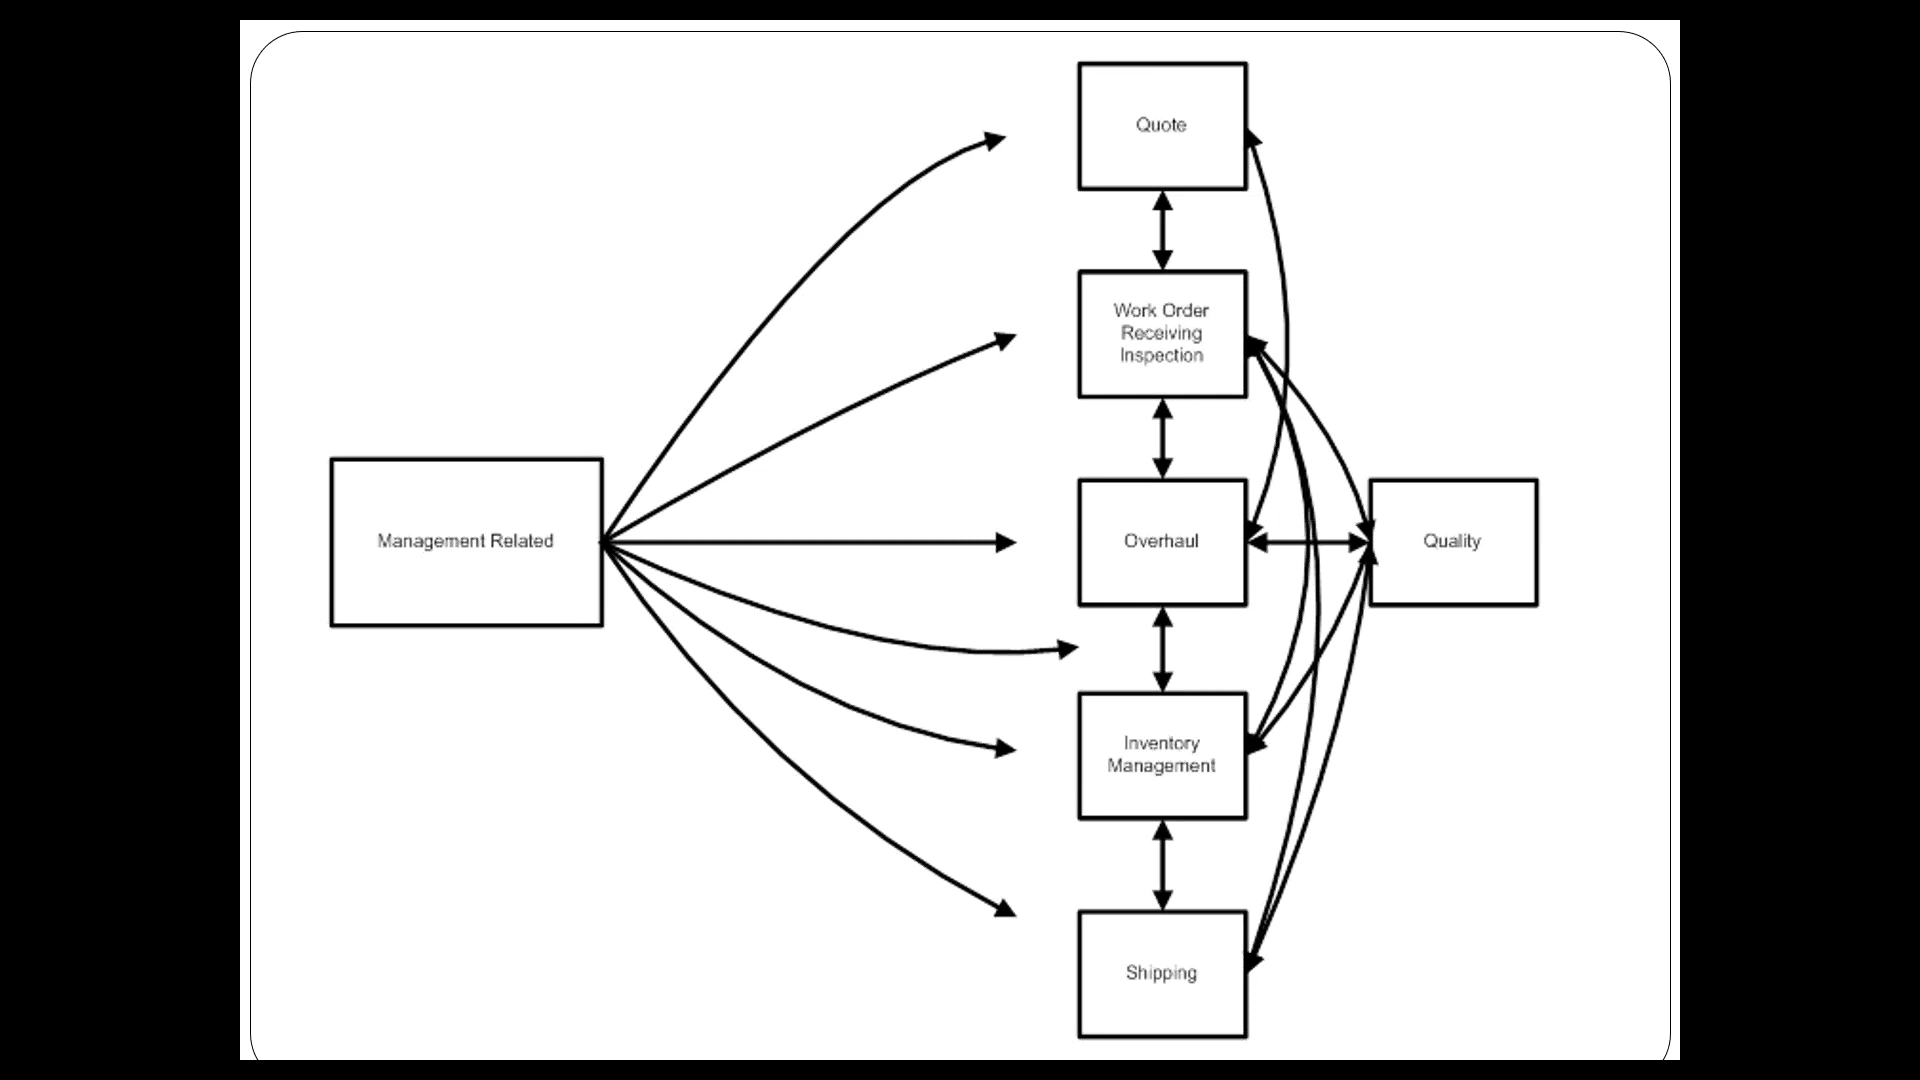 Quote
Work Order
Receiving
Inspection
Management Related
Overhaul
Quality
Inventory
Management
Shipping